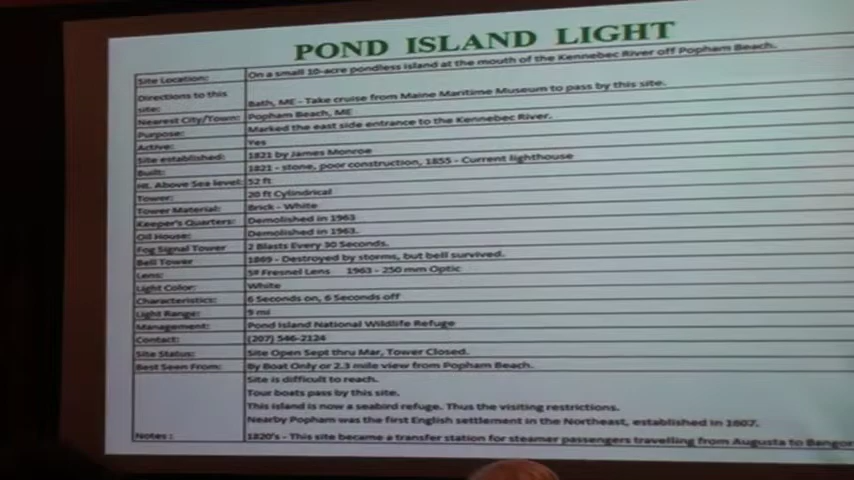 POND ISLAND LIGHT
Site Location: On a small 10-acre pondless island at the mouth of the Kennebec River off Popham Beach.
Directions to this site: Bath, ME - Take cruise from Maine Maritime Museum to pass by this site.
Nearest City/Town: Popham Beach, ME
Purpose: Marked the east side entrance to the Kennebec River.
Active: Yes
Site established: 1821 by James Monroe
Built: 1821 - stone, poor construction, 1855 - Current lighthouse
Ht. Above Sea level: 52 ft
Tower: 20 ft Cylindrical
Tower Material: Brick - White
Keeper's Quarters: Demolished in 1963
Oil House: Demolished in 1963.
Fog Signal Tower 2 Blasts Every 30 Seconds.
Bell Tower 1869 - Destroyed by storms, but bell survived.
Lens: Fresnel Lens 1963 - 250 mm Optic
Light Color: White
Characteristics: 6 Seconds on, 6 Seconds off
Light Range: 9 mi
Management: Pond Island National Wildlife Refuge
Contact: (207) 546-2124
Site Status: Site Open Sept thru Mar, Tower Closed.
Best Seen From: By Boat Only or 2.3 mile view from Popham Beach.
Site is difficult to reach.
Tour boats pass by this site.
This island is now a seabird refuge. Thus the visiting restrictions.
Nearby Popham was the first English settlement in the Northeast, established in 1607.
Notes : 1820's - This site became a transfer station for steamer passengers travelling from Augusta to Bangor